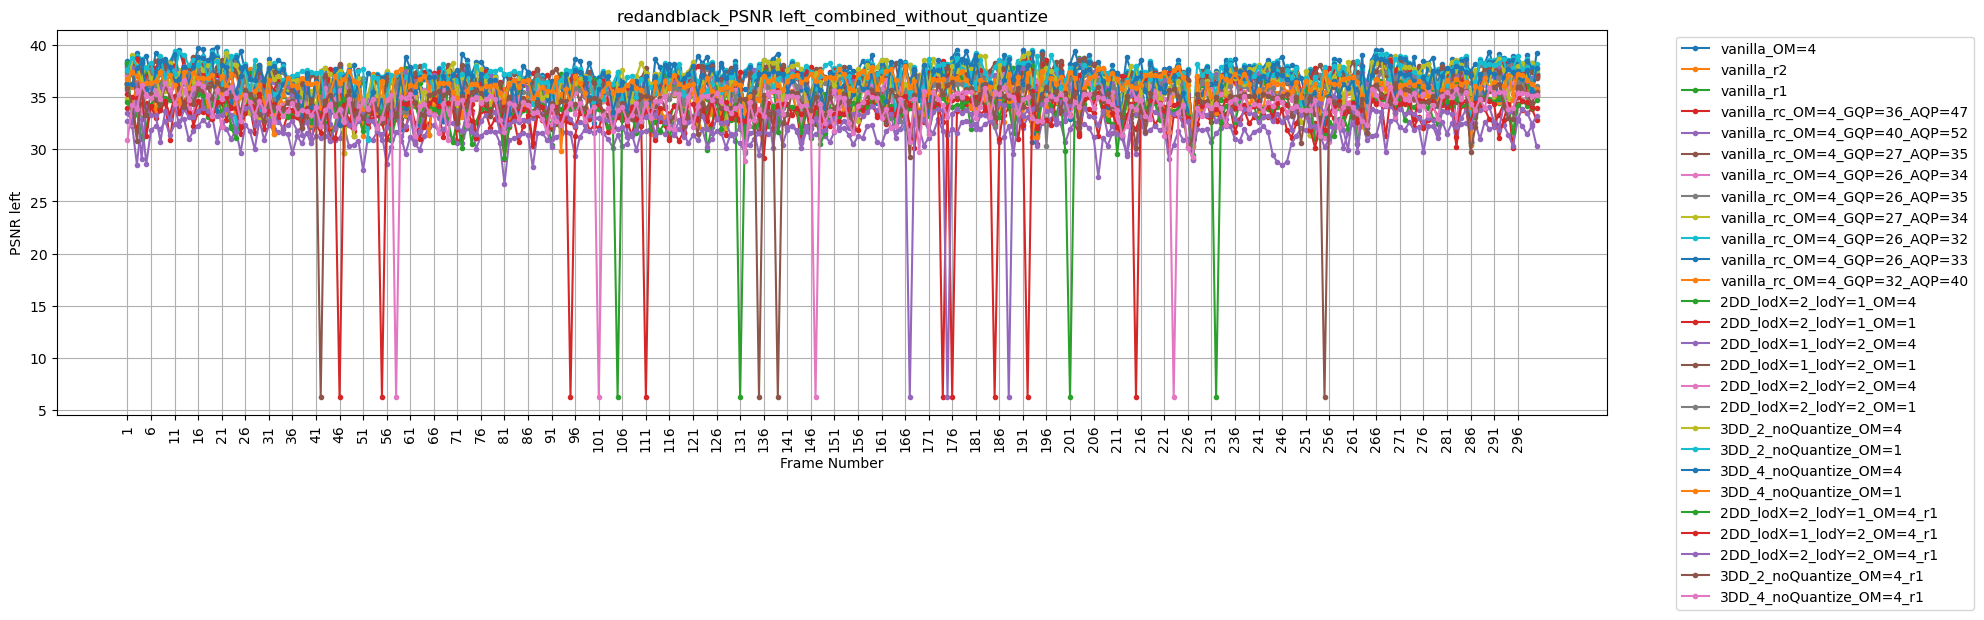 redandblack_PSNR left_combined_without_quantize
PSNR left
40
35
30
25
20
15
10
5
1 6 11 16 21 26 31 36 41 46 51 56 61 66 71 76 81 86 91 96 101 106 111 116 121 126 131 136 141 146 151 156 161 166 171 176 181 186 191 196 201 206 211 216 221 226 231 236 241 246 251 256 261 266 271 276 281 286 291 296
Frame Number
vanilla_OM=4
vanilla_r2
vanilla_r1
vanilla_rc_OM=4_GQP=36_AQP=47
vanilla_rc_OM=4_GQP=40_AQP=52
vanilla_rc_OM=4_GQP=27_AQP=35
vanilla_rc_OM=4_GQP=26_AQP=34
vanilla_rc_OM=4_GQP=26_AQP=35
vanilla_rc_OM=4_GQP=27_AQP=34
vanilla_rc_OM=4_GQP=26_AQP=32
vanilla_rc_OM=4_GQP=26_AQP=33
vanilla_rc_OM=4_GQP=32_AQP=40
2DD_lodX=2_lodY=1_OM=4
2DD_lodX=2_lodY=1_OM=1
2DD_lodX=1_lodY=2_OM=4
2DD_lodX=1_lodY=2_OM=1
2DD_lodX=2_lodY=2_OM=4
2DD_lodX=2_lodY=2_OM=1
3DD_2_noQuantize_OM=4
3DD_2_noQuantize_OM=1
3DD_4_noQuantize_OM=4
3DD_4_noQuantize_OM=1
2DD_lodX=2_lodY=1_OM=4_r1
2DD_lodX=1_lodY=2_OM=4_r1
2DD_lodX=2_lodY=2_OM=4_r1
3DD_2_noQuantize_OM=4_r1
3DD_4_noQuantize_OM=4_r1